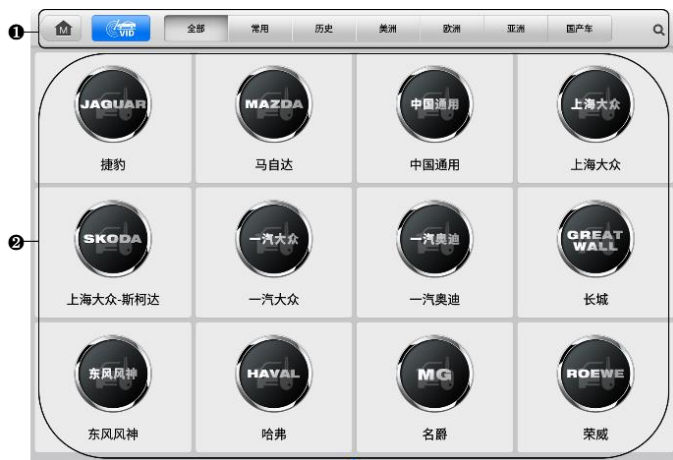 ❶
M
VID
全部
常用
历史
美洲
欧洲
亚洲
国产车
❷
JAGUAR
MAZDA
中国通用
上海大众
捷豹
马自达
中国通用
上海大众
SKODA
一汽大众
一汽奥迪
GREAT
WALL
上海大众-斯柯达
一汽大众
一汽奥迪
长城
东风风神
HAVAL
MG
ROEWE
东风风神
哈弗
名爵
荣威